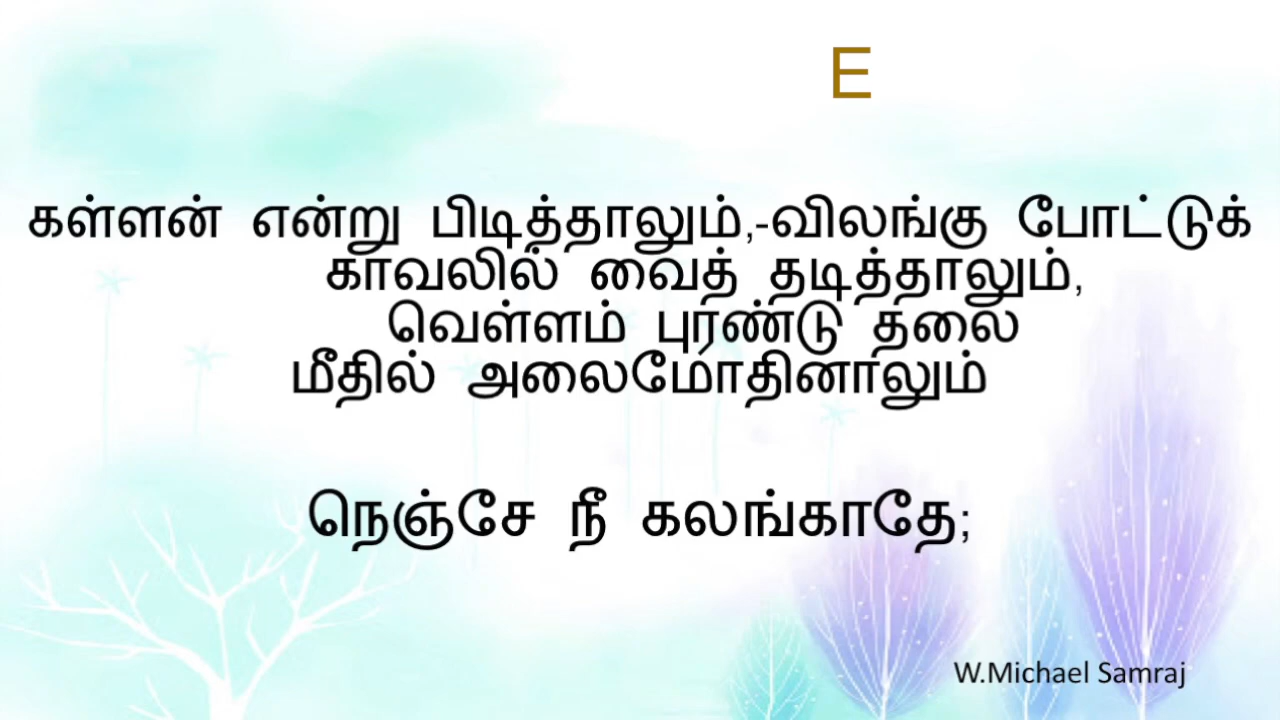 E
கள்ளன் என்று பிடித்தாலும்,-விலங்கு போட்டுக்
காவலில் வைத் தடித்தாலும்,
வெள்ளம் புரண்டு தலை
மீதில் அலைமோதினாலும்
நெஞ்சே நீ கலங்காதே;
W.Michael Samraj